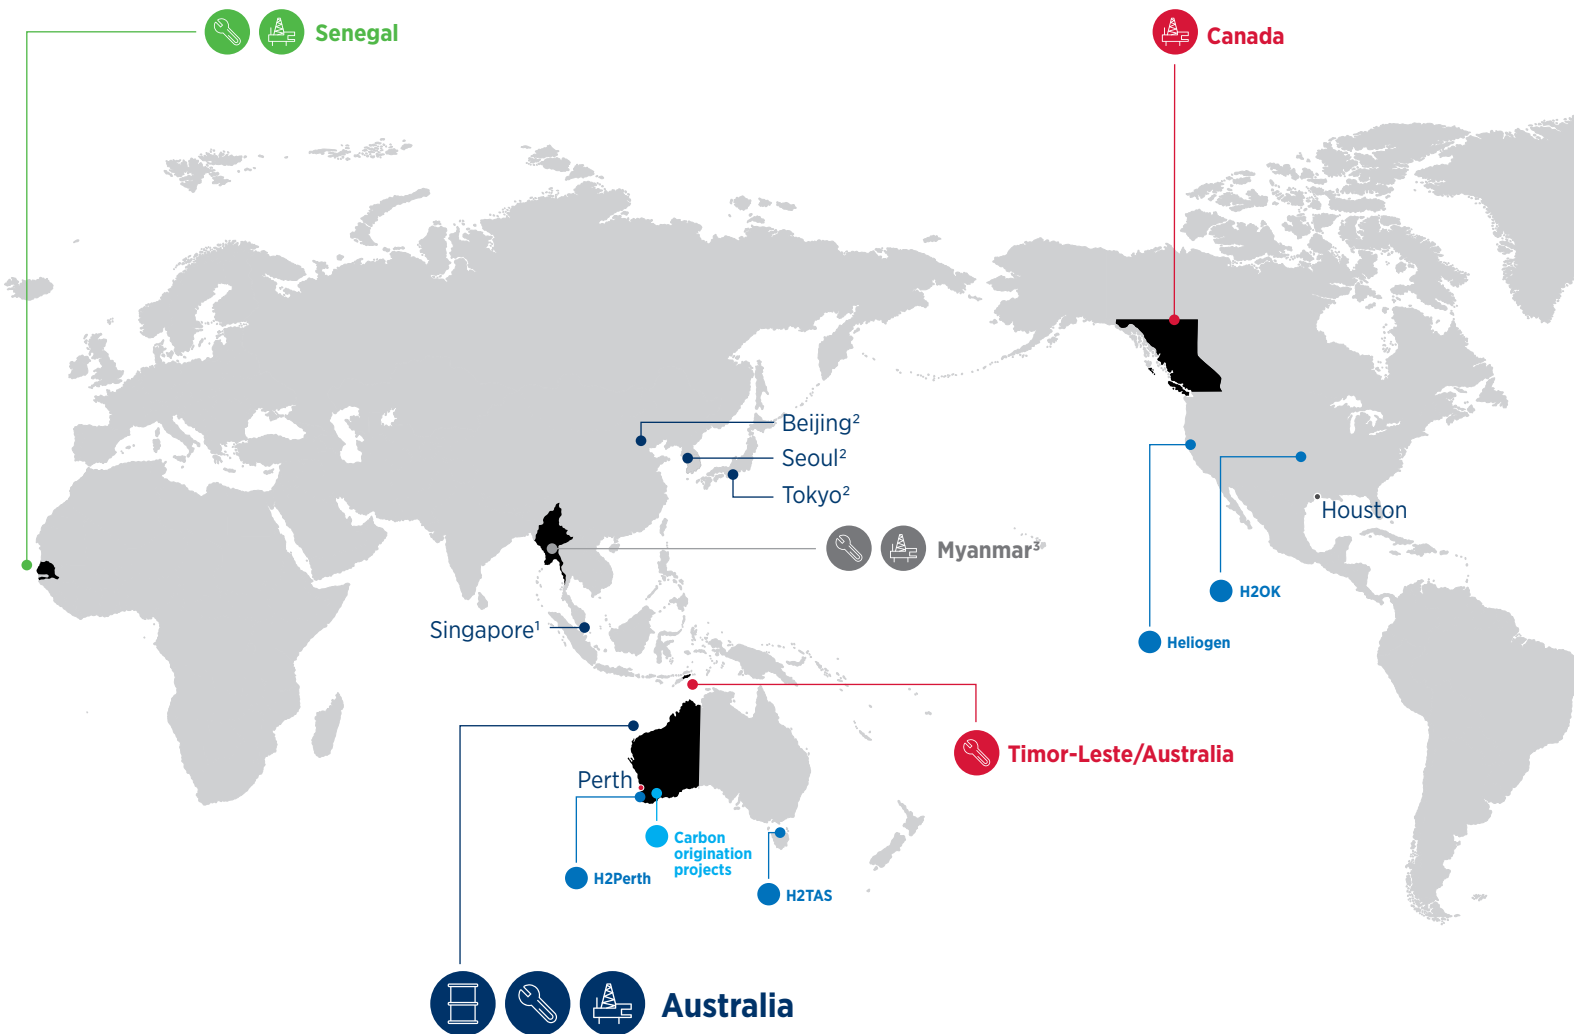 Senegal
Canada
Beijing²
Seoul²
Tokyo²
Houston
Myanmar³
H2OK
Singapore¹
Heliogen
Timor-Leste/Australia
Perth
Carbon
origination
projects
H2Perth
H2TAS
Australia